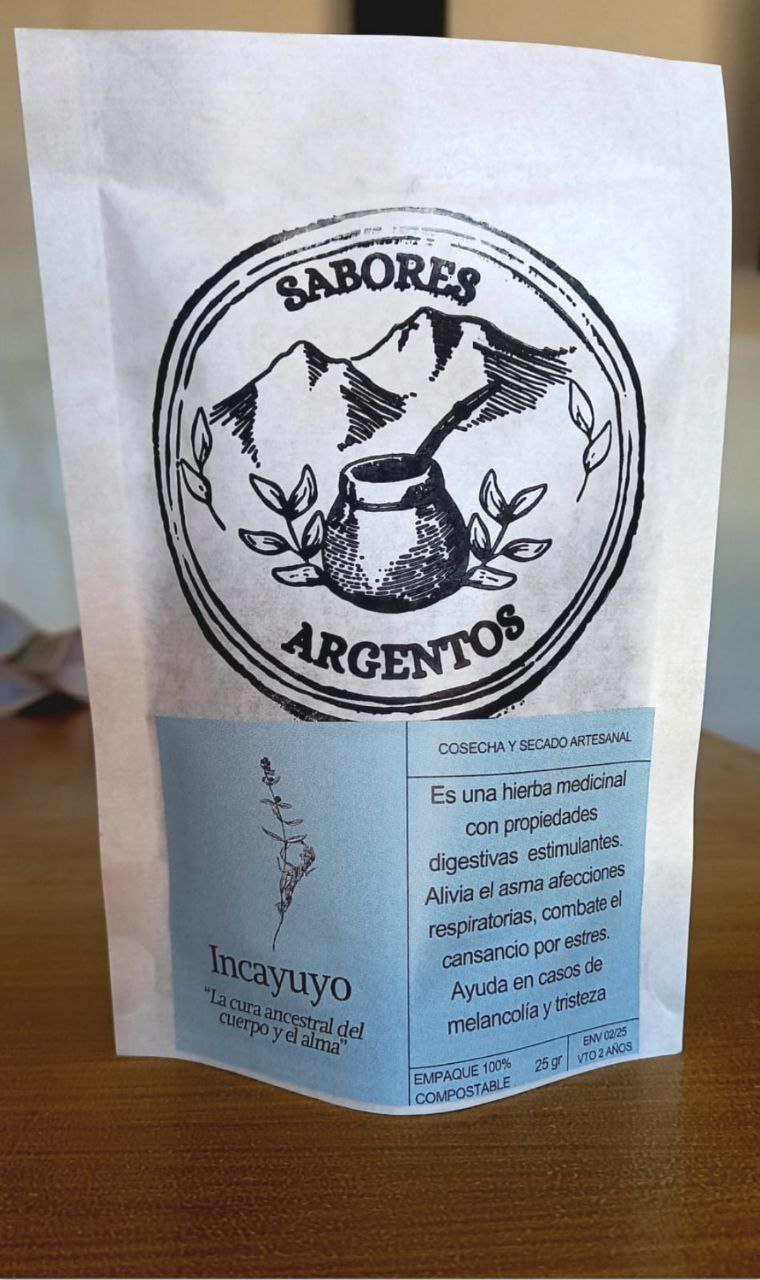 SABORES
ARGENTOS
COSECHA Y SECADO ARTESANAL
Es una hierba medicinal
con propiedades
digestivas estimulantes.
Alivia el asma afecciones
respiratorias, combate el
cansancio por estres.
Ayuda en casos de
melancolía y tristeza
Incayuyo
"La cura ancestral del
cuerpo y el alma"
EMPAQUE 100%
COMPOSTABLE
25 gr
ENV 02/25
VTO 2 AÑOS